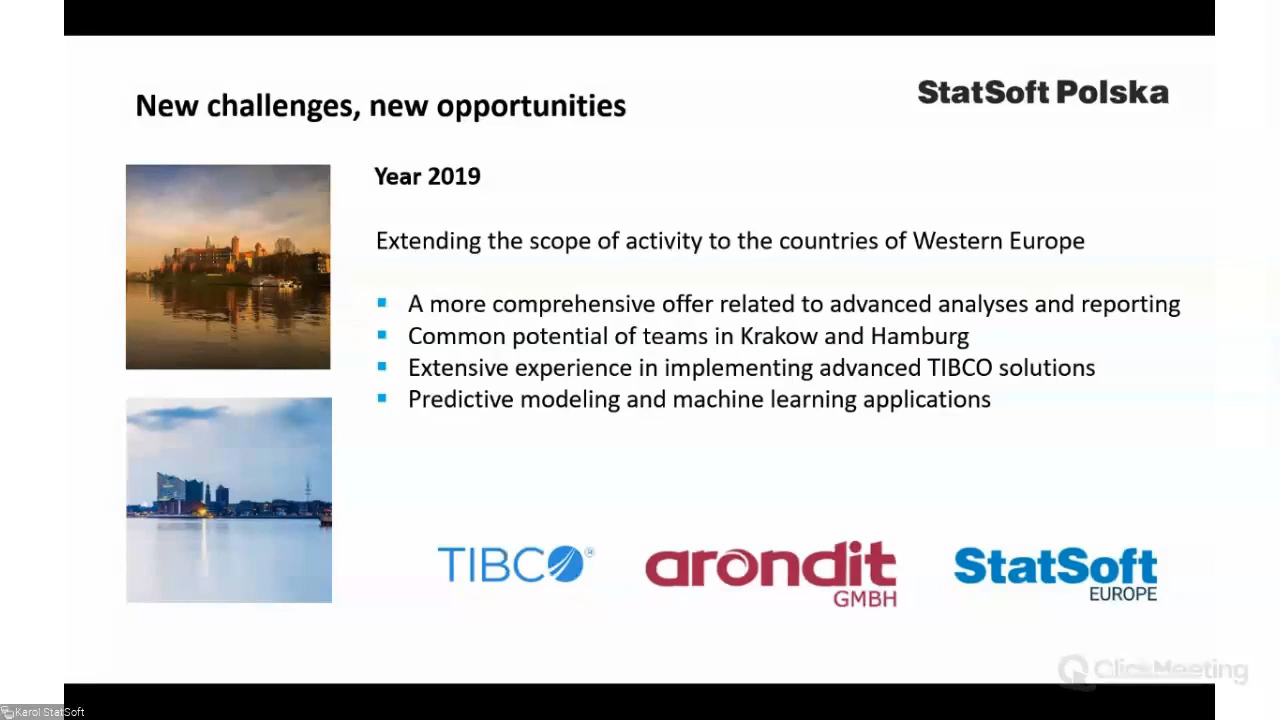 New challenges, new opportunities
StatSoft Polska
Year 2019
Extending the scope of activity to the countries of Western Europe
A more comprehensive offer related to advanced analyses and reporting
Common potential of teams in Krakow and Hamburg
Extensive experience in implementing advanced TIBCO solutions
Predictive modeling and machine learning applications
TIBCO®
arondit
GMBH
StatSoft
EUROPE
ClickMeeting
Karol StatSoft